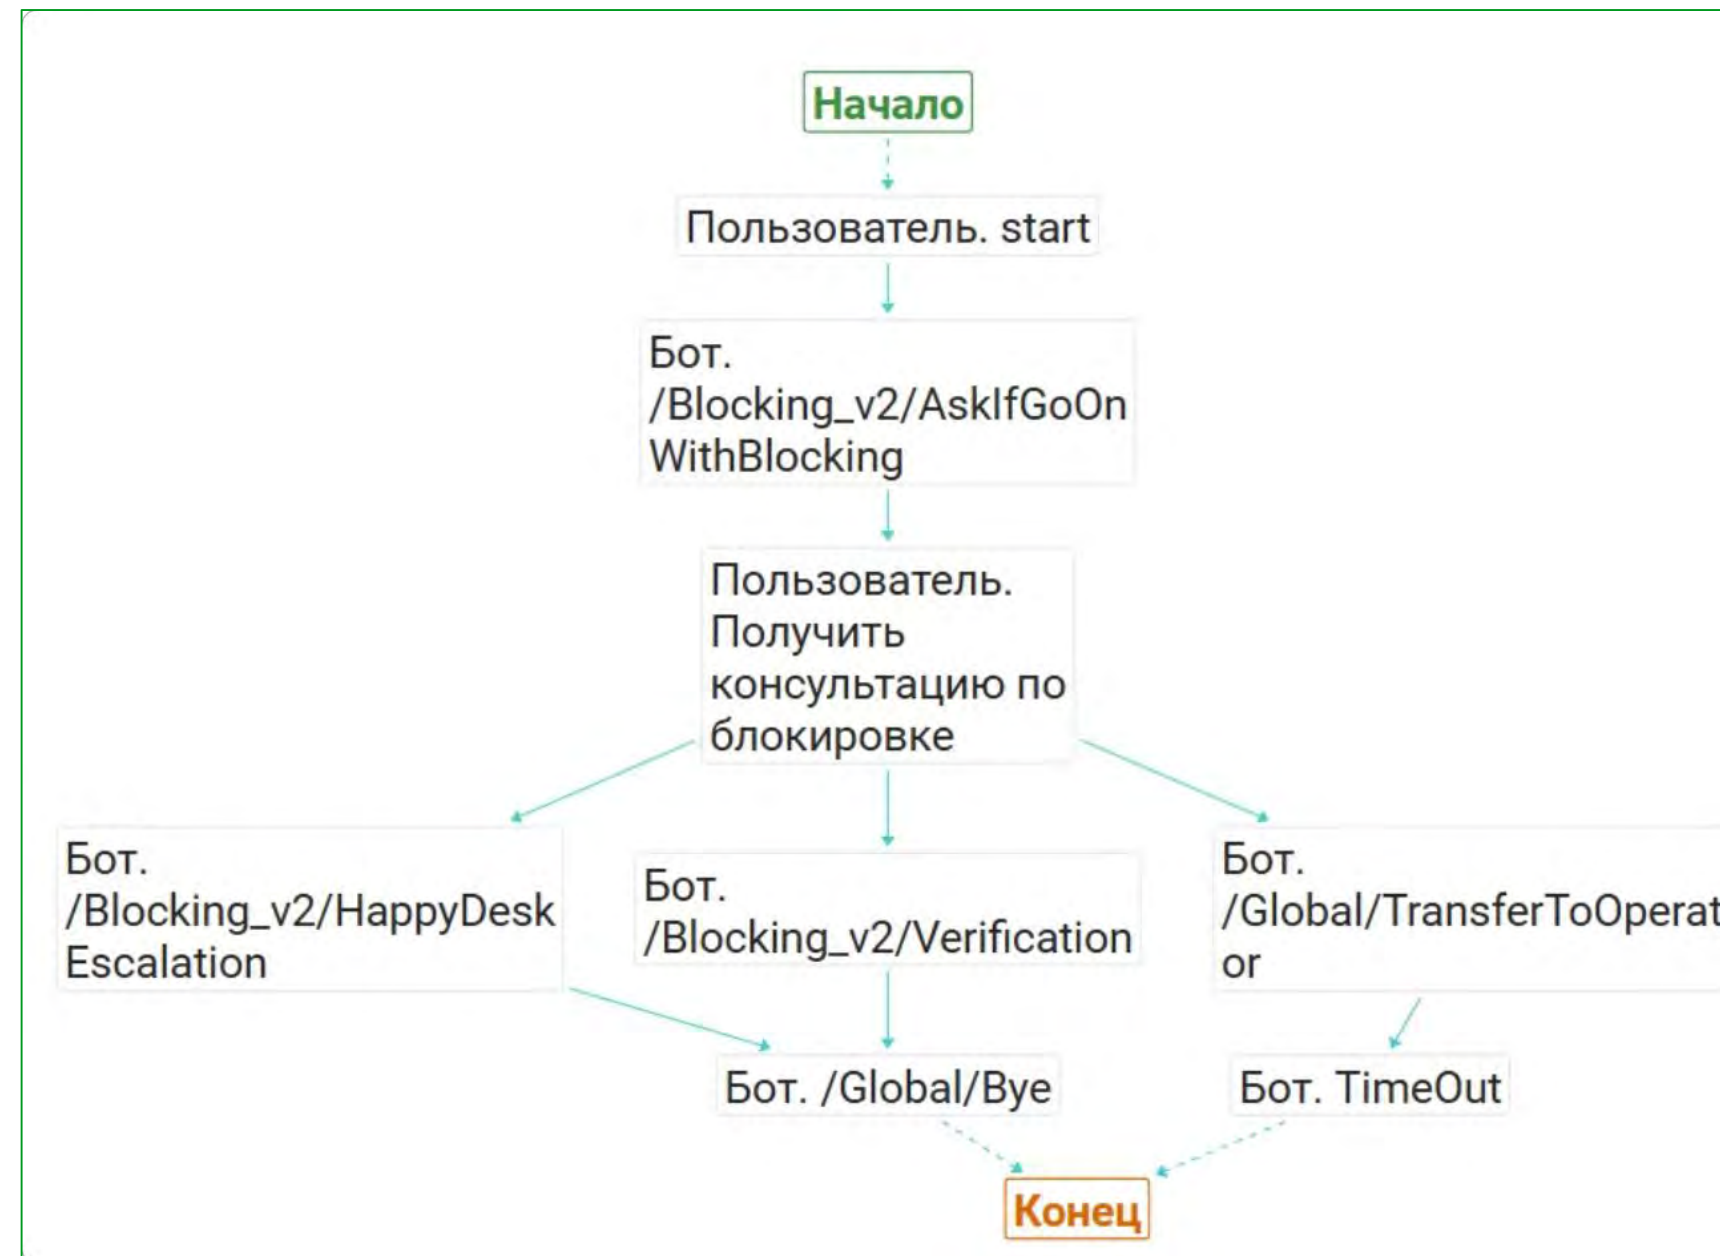 Начало
Пользователь. start
Бот.
/Blocking_v2/AskIfGoOn
WithBlocking
Пользователь.
Получить
консультацию по
блокировке
Бот.
/Blocking_v2/HappyDesk
Escalation
Бот.
/Blocking_v2/Verification
Бот.
/Global/TransferToOperat
or
Бот. /Global/Bye
Бот. TimeOut
Конец